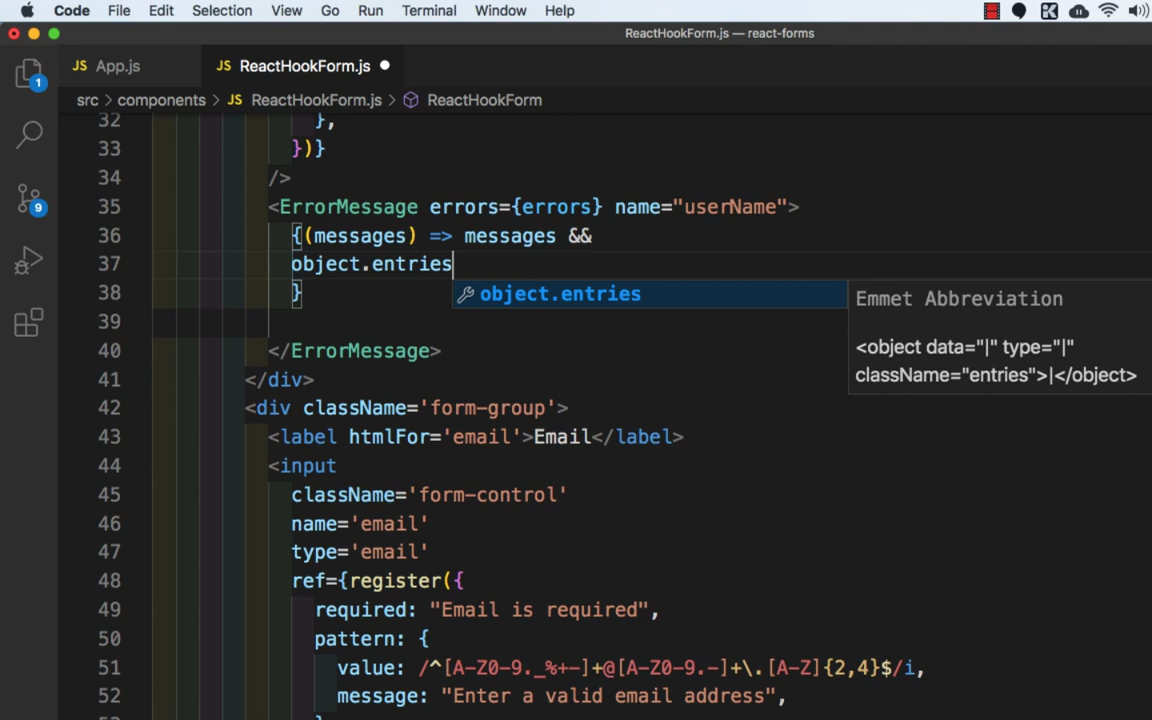 Code File Edit Selection View Go Run Terminal Window Help
ReactHookForm.js — react-forms
JS App.js JS ReactHookForm.js
1
src > components > JS ReactHookForm.js > ReactHookForm
32 },
33 })}
34 />
35 <ErrorMessage errors={errors} name="userName">
36 {(messages) => messages &&
37 object.entries
38 }
object.entries
Emmet Abbreviation
<object data="|" type="|"
className="entries">|</object>
9
39
40 </ErrorMessage>
41 </div>
42 <div className='form-group'>
43 <label htmlFor='email'>Email</label>
44 <input
45 className='form-control'
46 name='email'
47 type='email'
48 ref={register({
49 required: "Email is required",
50 pattern: {
51 value: /^[A-Z0-9._%+-]+@[A-Z0-9.-]+\.[A-Z]{2,4}$/i,
52 message: "Enter a valid email address",